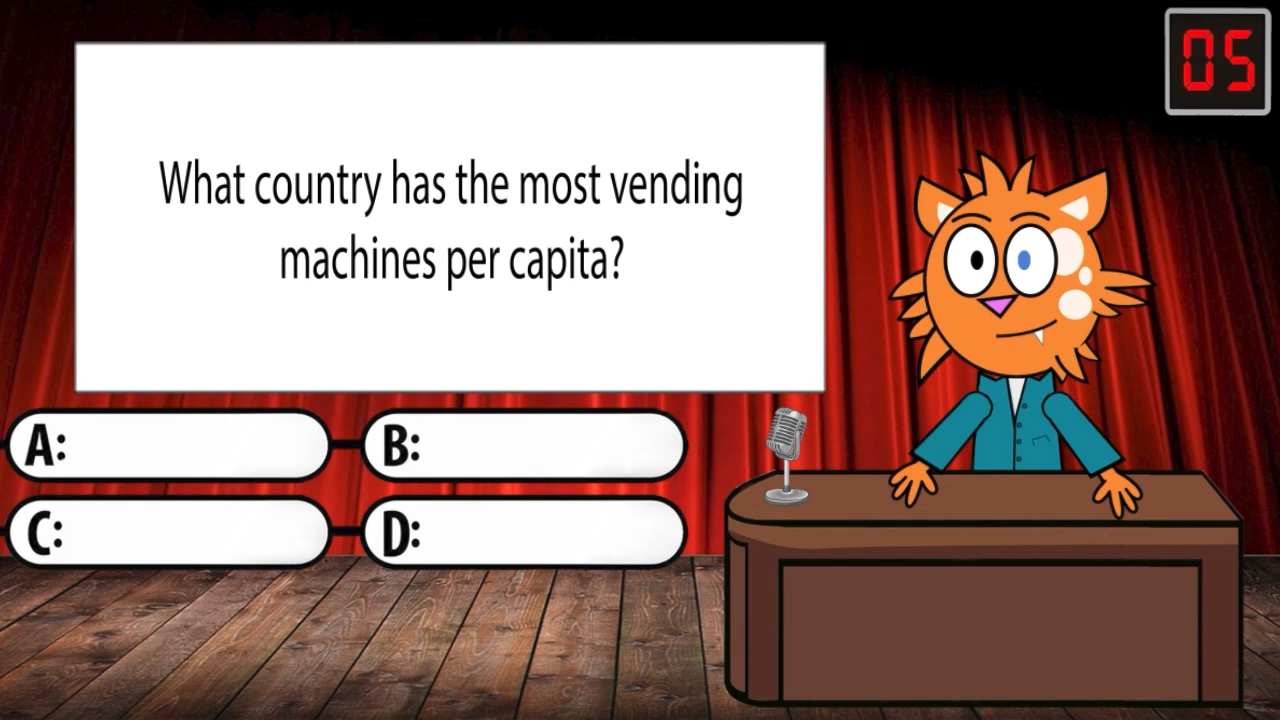 05
What country has the most vending
machines per capita?
A:
B:
C:
D: